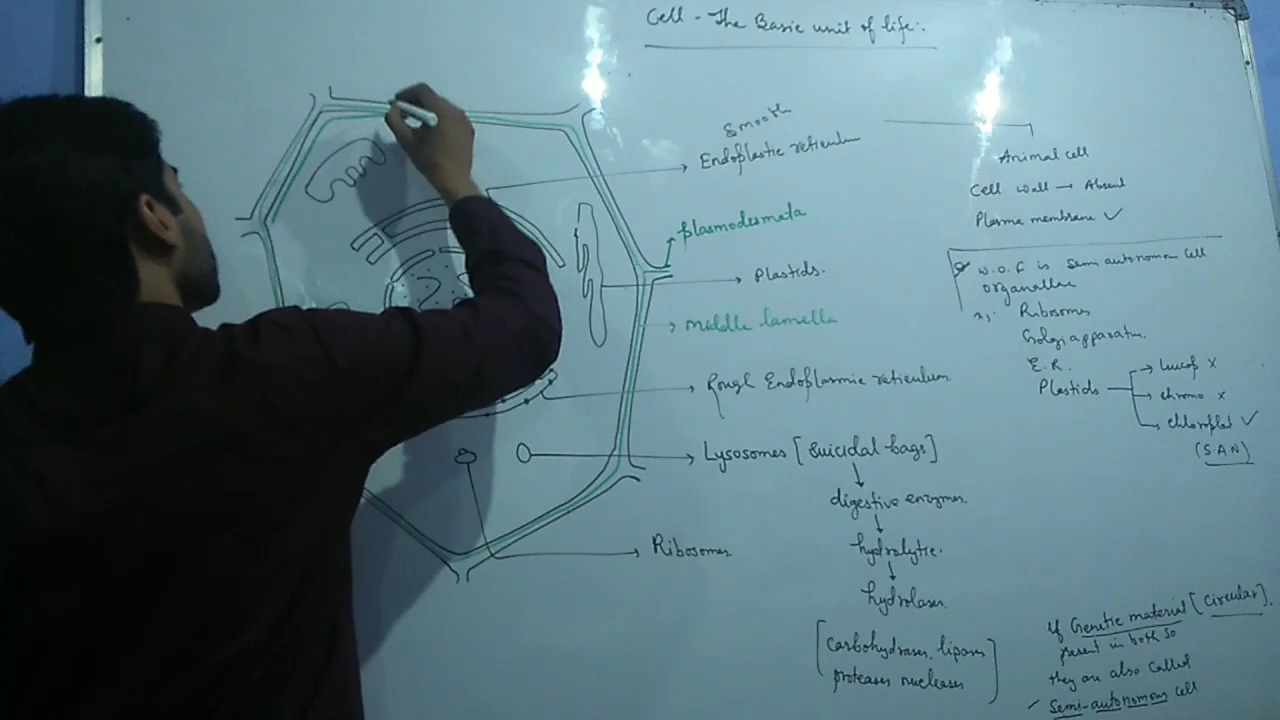 Cell - The Basic unit of life:
Smooth
Endoplastic reticulum
plasmodesmata
Plastids.
Middle lamella
Rough Endoplasmic reticulum
Lysosomes [Suicidal bags]
digestive enzymes.
hydrolytic.
hydrolases
[Carbohydrases, lipases
proteases nucleases]
Ribosomes
Animal cell
Cell wall → Absent
Plasma membrane ✓
Q W.O.F is Semi autonomous cell
organellae
Ribosomes
Golgi apparatus.
E.R.
Plastids
leucop x
chromo x
chloroplast ✓
(SAN)
If Genetic material [Circular].
present in both so
they are also called
Semi-autonomous cell